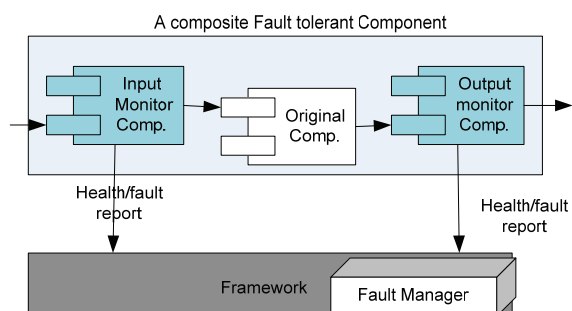 A composite Fault tolerant Component
Input
Monitor
Comp.
Original
Comp.
Output
monitor
Comp.
Health/fault
report
Health/fault
report
Framework
Fault Manager